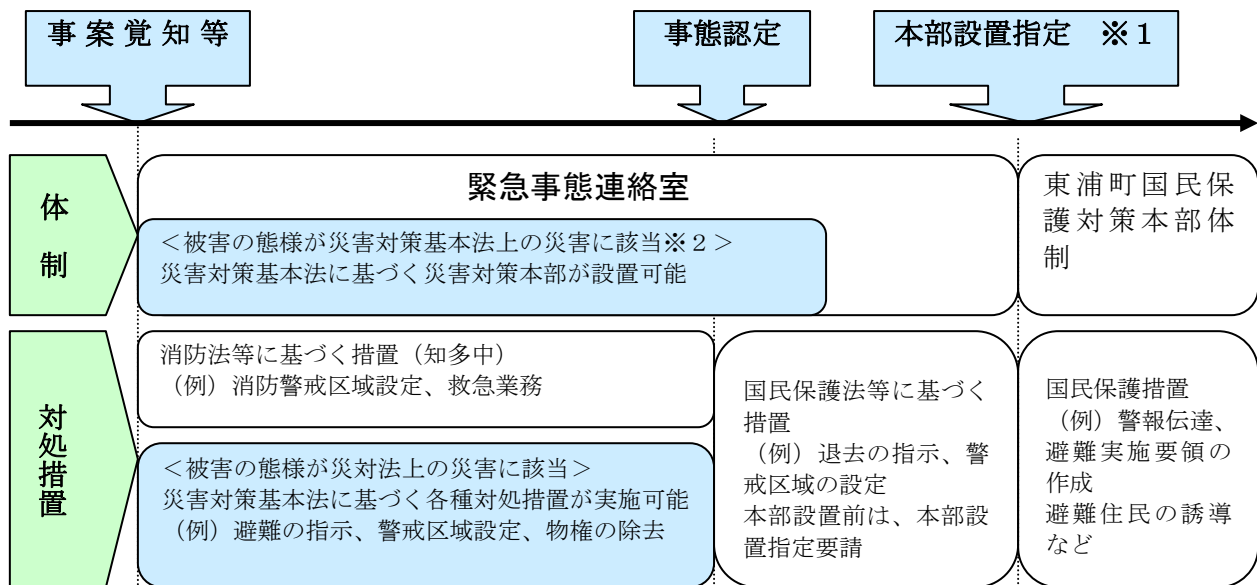 事案覚知等
事態認定
本部設置指定　※１
体制
緊急事態連絡室
＜被害の態様が災害対策基本法上の災害に該当※２＞
災害対策基本法に基づく災害対策本部が設置可能
東浦町国民保
護対策本部体
制
対処措置
消防法等に基づく措置（知多中）
（例）消防警戒区域設定、救急業務
＜被害の態様が災対法上の災害に該当＞
災害対策基本法に基づく各種対処措置が実施可能
（例）避難の指示、警戒区域設定、物権の除去
国民保護法等に基づく
措置
（例）退去の指示、警
戒区域の設定
本部設置前は、本部設
置指定要請
国民保護措置
（例）警報伝達、
避難実施要領の
作成
避難住民の誘導
など